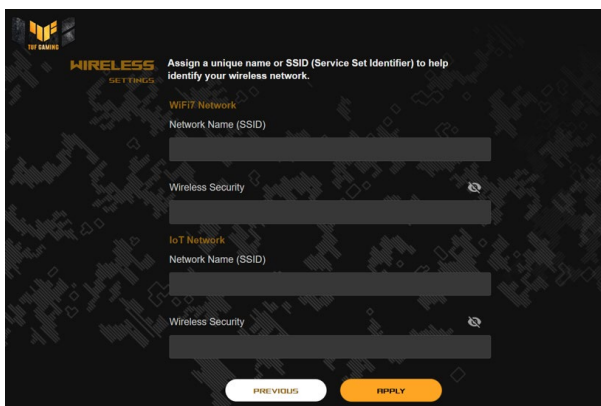 TUF GAMING
WIRELESS
SETTINGS
Assign a unique name or SSID (Service Set Identifier) to help
identify your wireless network.
WiFi7 Network
Network Name (SSID)
Wireless Security
IoT Network
Network Name (SSID)
Wireless Security
PREVIOUS
APPLY